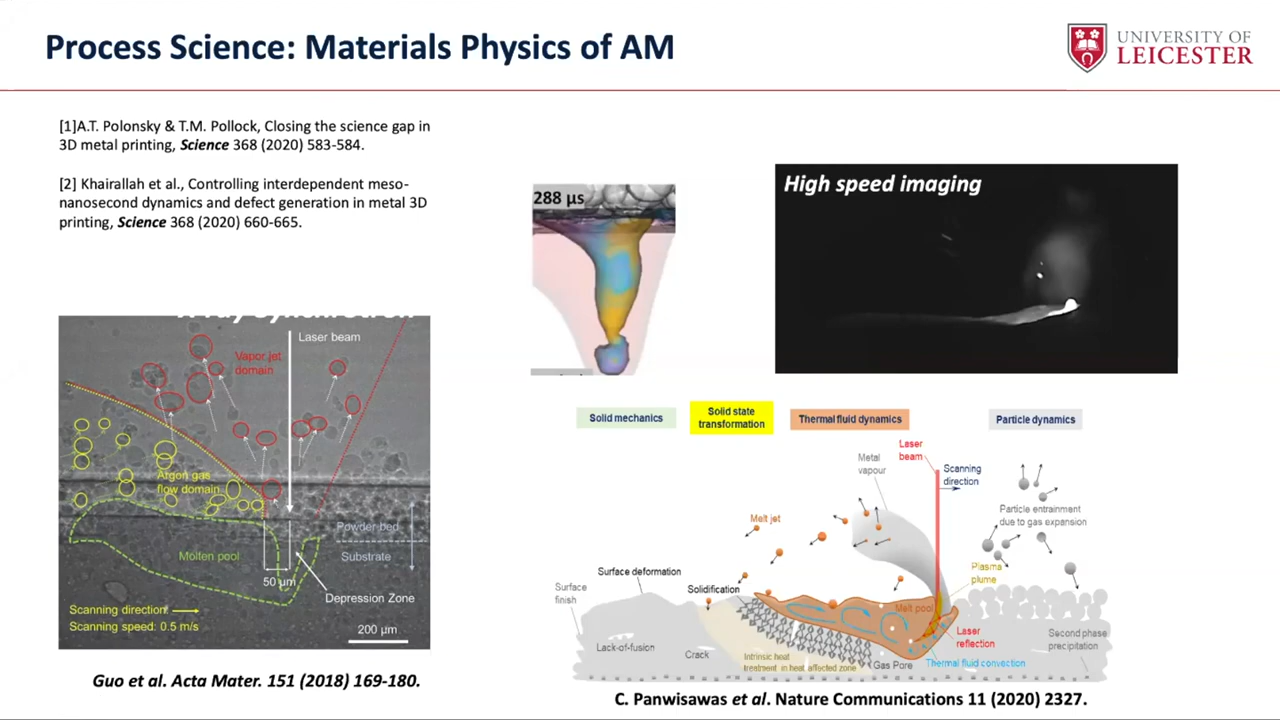 Process Science: Materials Physics of AM
UNIVERSITY OF
LEICESTER
[1]A.T. Polonsky & T.M. Pollock, Closing the science gap in
3D metal printing, Science 368 (2020) 583-584.
[2] Khairallah et al., Controlling interdependent meso-
nanosecond dynamics and defect generation in metal 3D
printing, Science 368 (2020) 660-665.
288 µs
High speed imaging
Laser beam
Vapor jet
domain
Argon gas
flow domain
Powder bed
Molten pool
Substrate
50 µm
Depression Zone
Scanning direction:
Scanning speed: 0.5 m/s
200 µm
Guo et al. Acta Mater. 151 (2018) 169-180.
Solid mechanics
Solid state
transformation
Thermal fluid dynamics
Particle dynamics
Laser
beam
Metal
vapour
Scanning
direction
Melt jet
Particle entrainment
due to gas expansion
Plasma
plume
Surface deformation
Surface
finish
Solidification
Melt pool
Laser
reflection
Second phase
precipitation
Lack-of-fusion
Crack
Intrinsic heat
treatment in heat affected zone
Gas Pore
Thermal fluid convection
C. Panwisawas et al. Nature Communications 11 (2020) 2327.